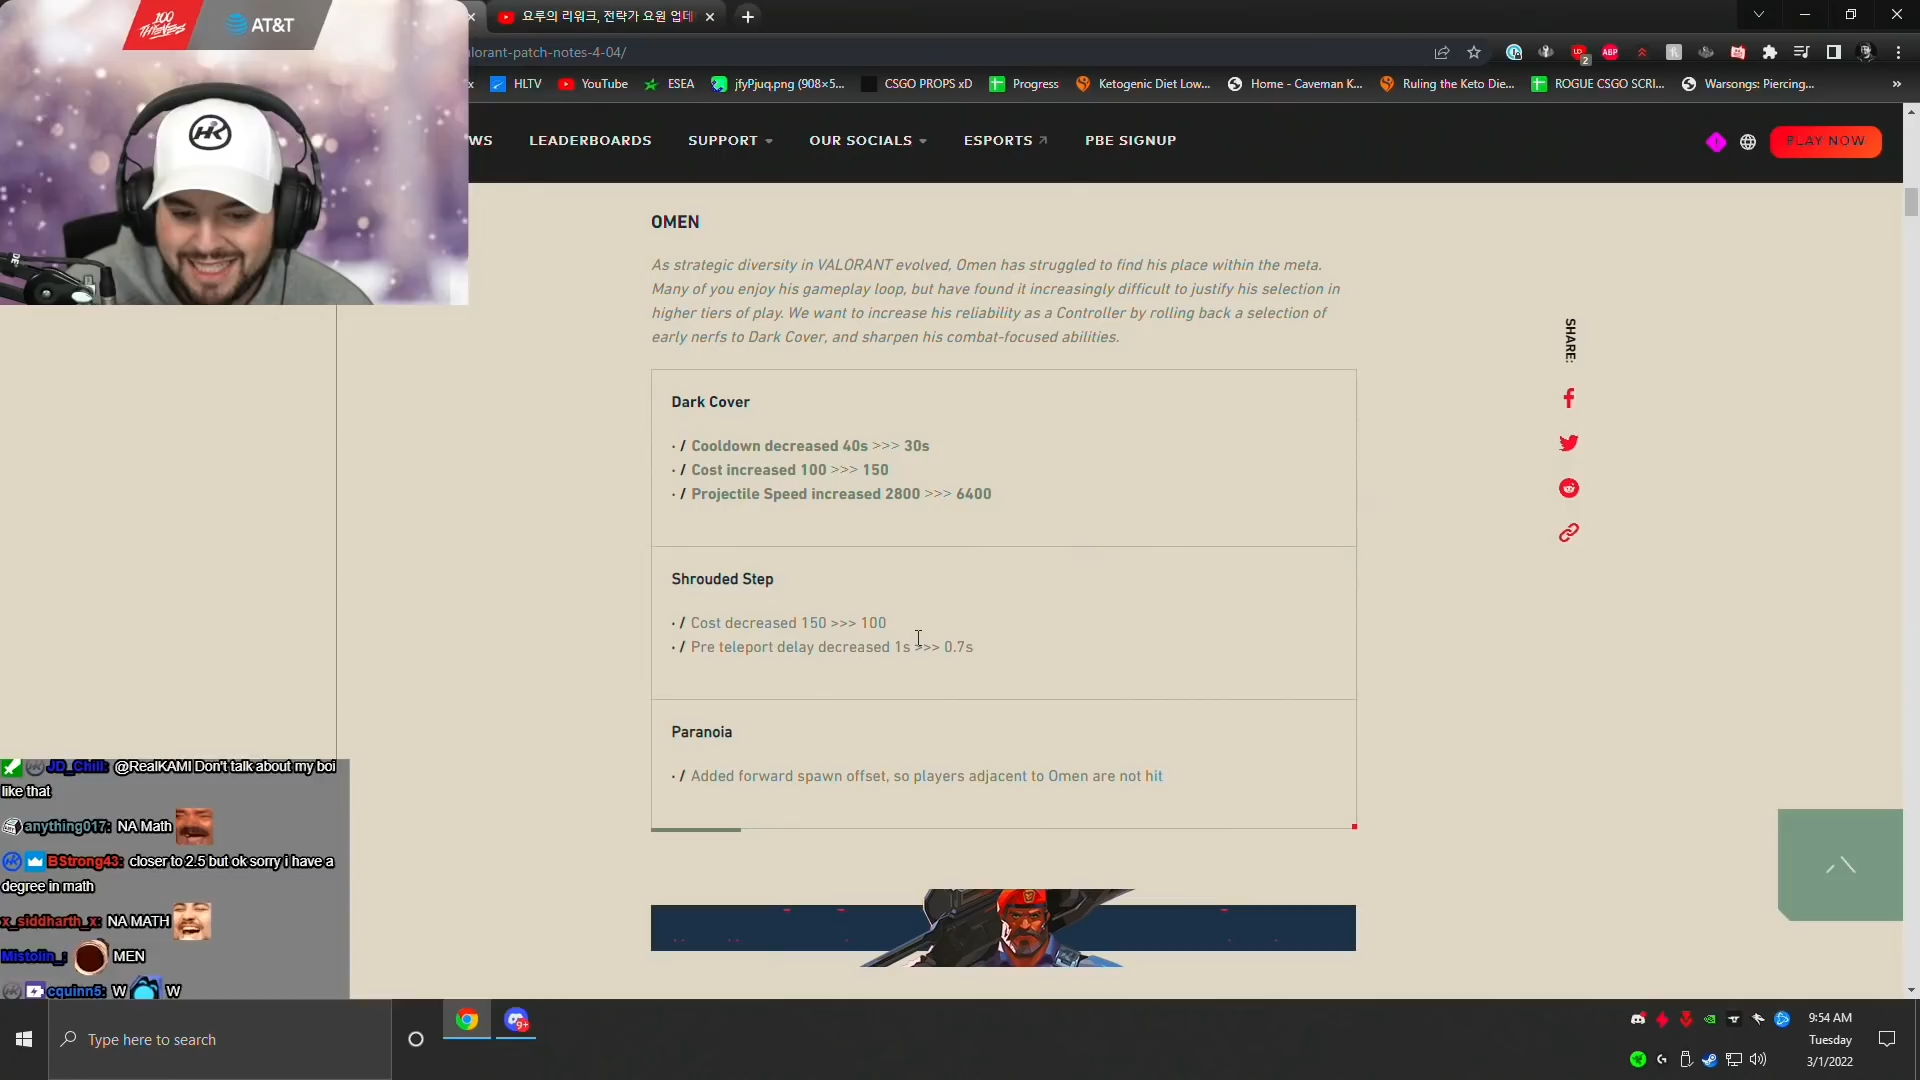 100
THIEVES
AT&T
요루의 리워크, 전략가 요원 업데
lorant-patch-notes-4-04/
HLTV
YouTube
ESEA
jfyPjuq.png (908×5...
CSGO PROPS xD
Progress
Ketogenic Diet Low...
Home - Caveman K...
Ruling the Keto Die...
ROGUE CSGO SCRI...
Warsongs: Piercing...
»
WS
LEADERBOARDS
SUPPORT
OUR SOCIALS
ESPORTS
PBE SIGNUP
PLAY NOW
OMEN
As strategic diversity in VALORANT evolved, Omen has struggled to find his place within the meta.
Many of you enjoy his gameplay loop, but have found it increasingly difficult to justify his selection in
higher tiers of play. We want to increase his reliability as a Controller by rolling back a selection of
early nerfs to Dark Cover, and sharpen his combat-focused abilities.
Dark Cover
· / Cooldown decreased 40s >>> 30s
· / Cost increased 100 >>> 150
· / Projectile Speed increased 2800 >>> 6400
Shrouded Step
· / Cost decreased 150 >>> 100
· / Pre teleport delay decreased 1s >>> 0.7s
Paranoia
· / Added forward spawn offset, so players adjacent to Omen are not hit
SHARE:
JD_Chill: @RealKAMI Don't talk about my boi
like that
anything017: NA Math
BStrong43: closer to 2.5 but ok sorry i have a
degree in math
x_siddharth_x: NA MATH
Mistolin_: MEN
cquinn5: W W
Type here to search
9+
9:54 AM
Tuesday
3/1/2022